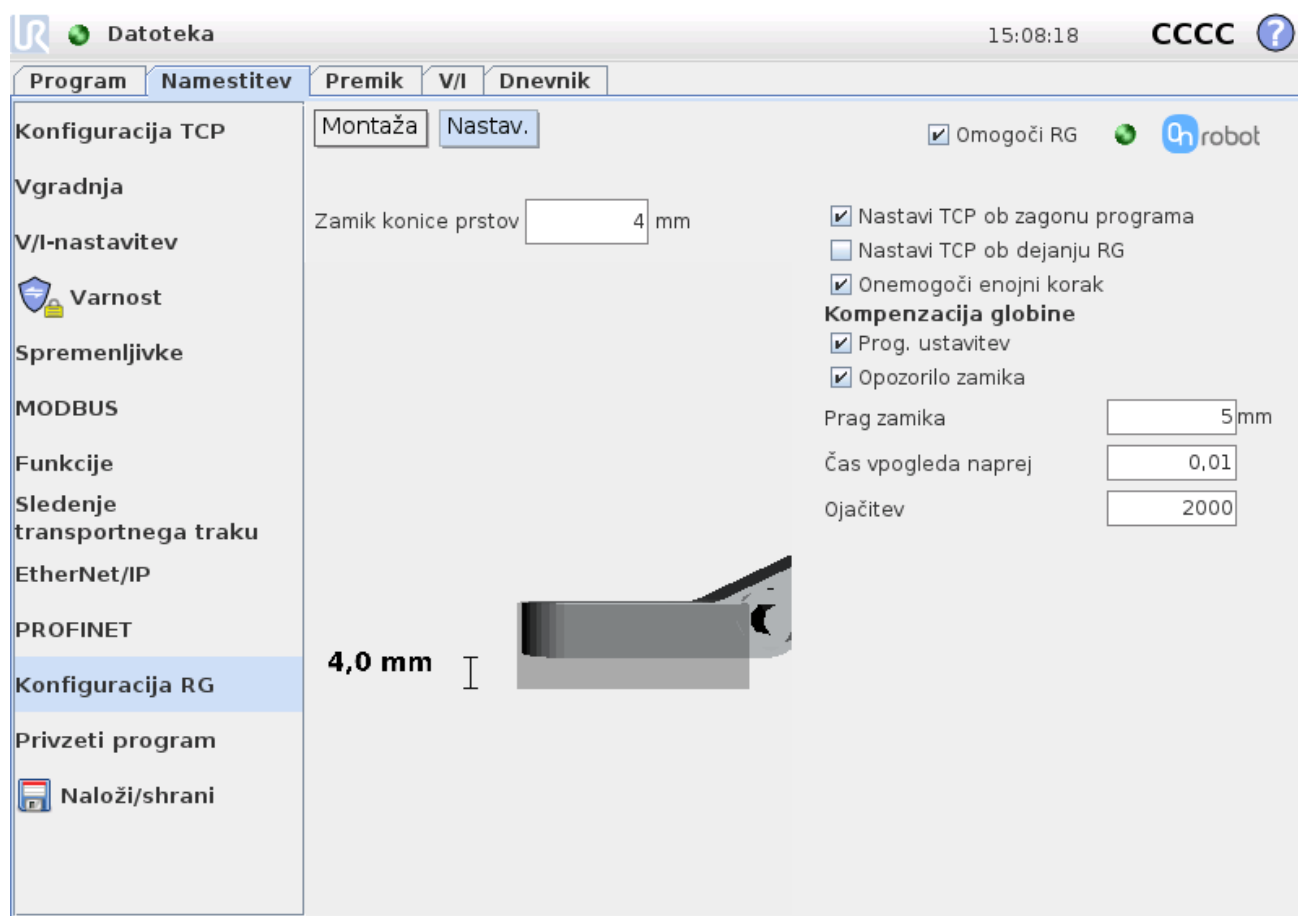 UR Datoteka 15:08:18 CCCC ?
Program Namestitev Premik V/I Dnevnik
Konfiguracija TCP
Vgradnja
V/I-nastavitev
Varnost
Spremenljivke
MODBUS
Funkcije
Sledenje
transportnega traku
EtherNet/IP
PROFINET
Konfiguracija RG
Privzeti program
Naloži/shrani
Montaža Nastav.
Omogoči RG
On robot
Zamik konice prstov 4 mm
4,0 mm
Nastavi TCP ob zagonu programa
Nastavi TCP ob dejanju RG
Onemogoči enojni korak
Kompenzacija globine
Prog. ustavitev
Opozorilo zamika
Prag zamika 5 mm
Čas vpogleda naprej 0,01
Ojačitev 2000